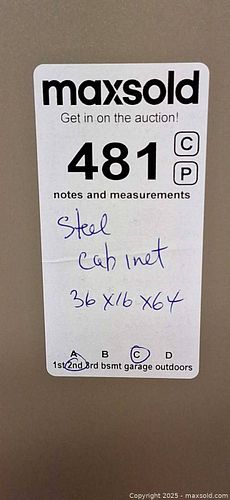 maxsold
Get in on the auction!
481 C
P
notes and measurements
Steel
cabinet
36 x 16 x 64
A B C D
1st 2nd 3rd bsmt garage outdoors
Copyright 2025 - maxsold.com